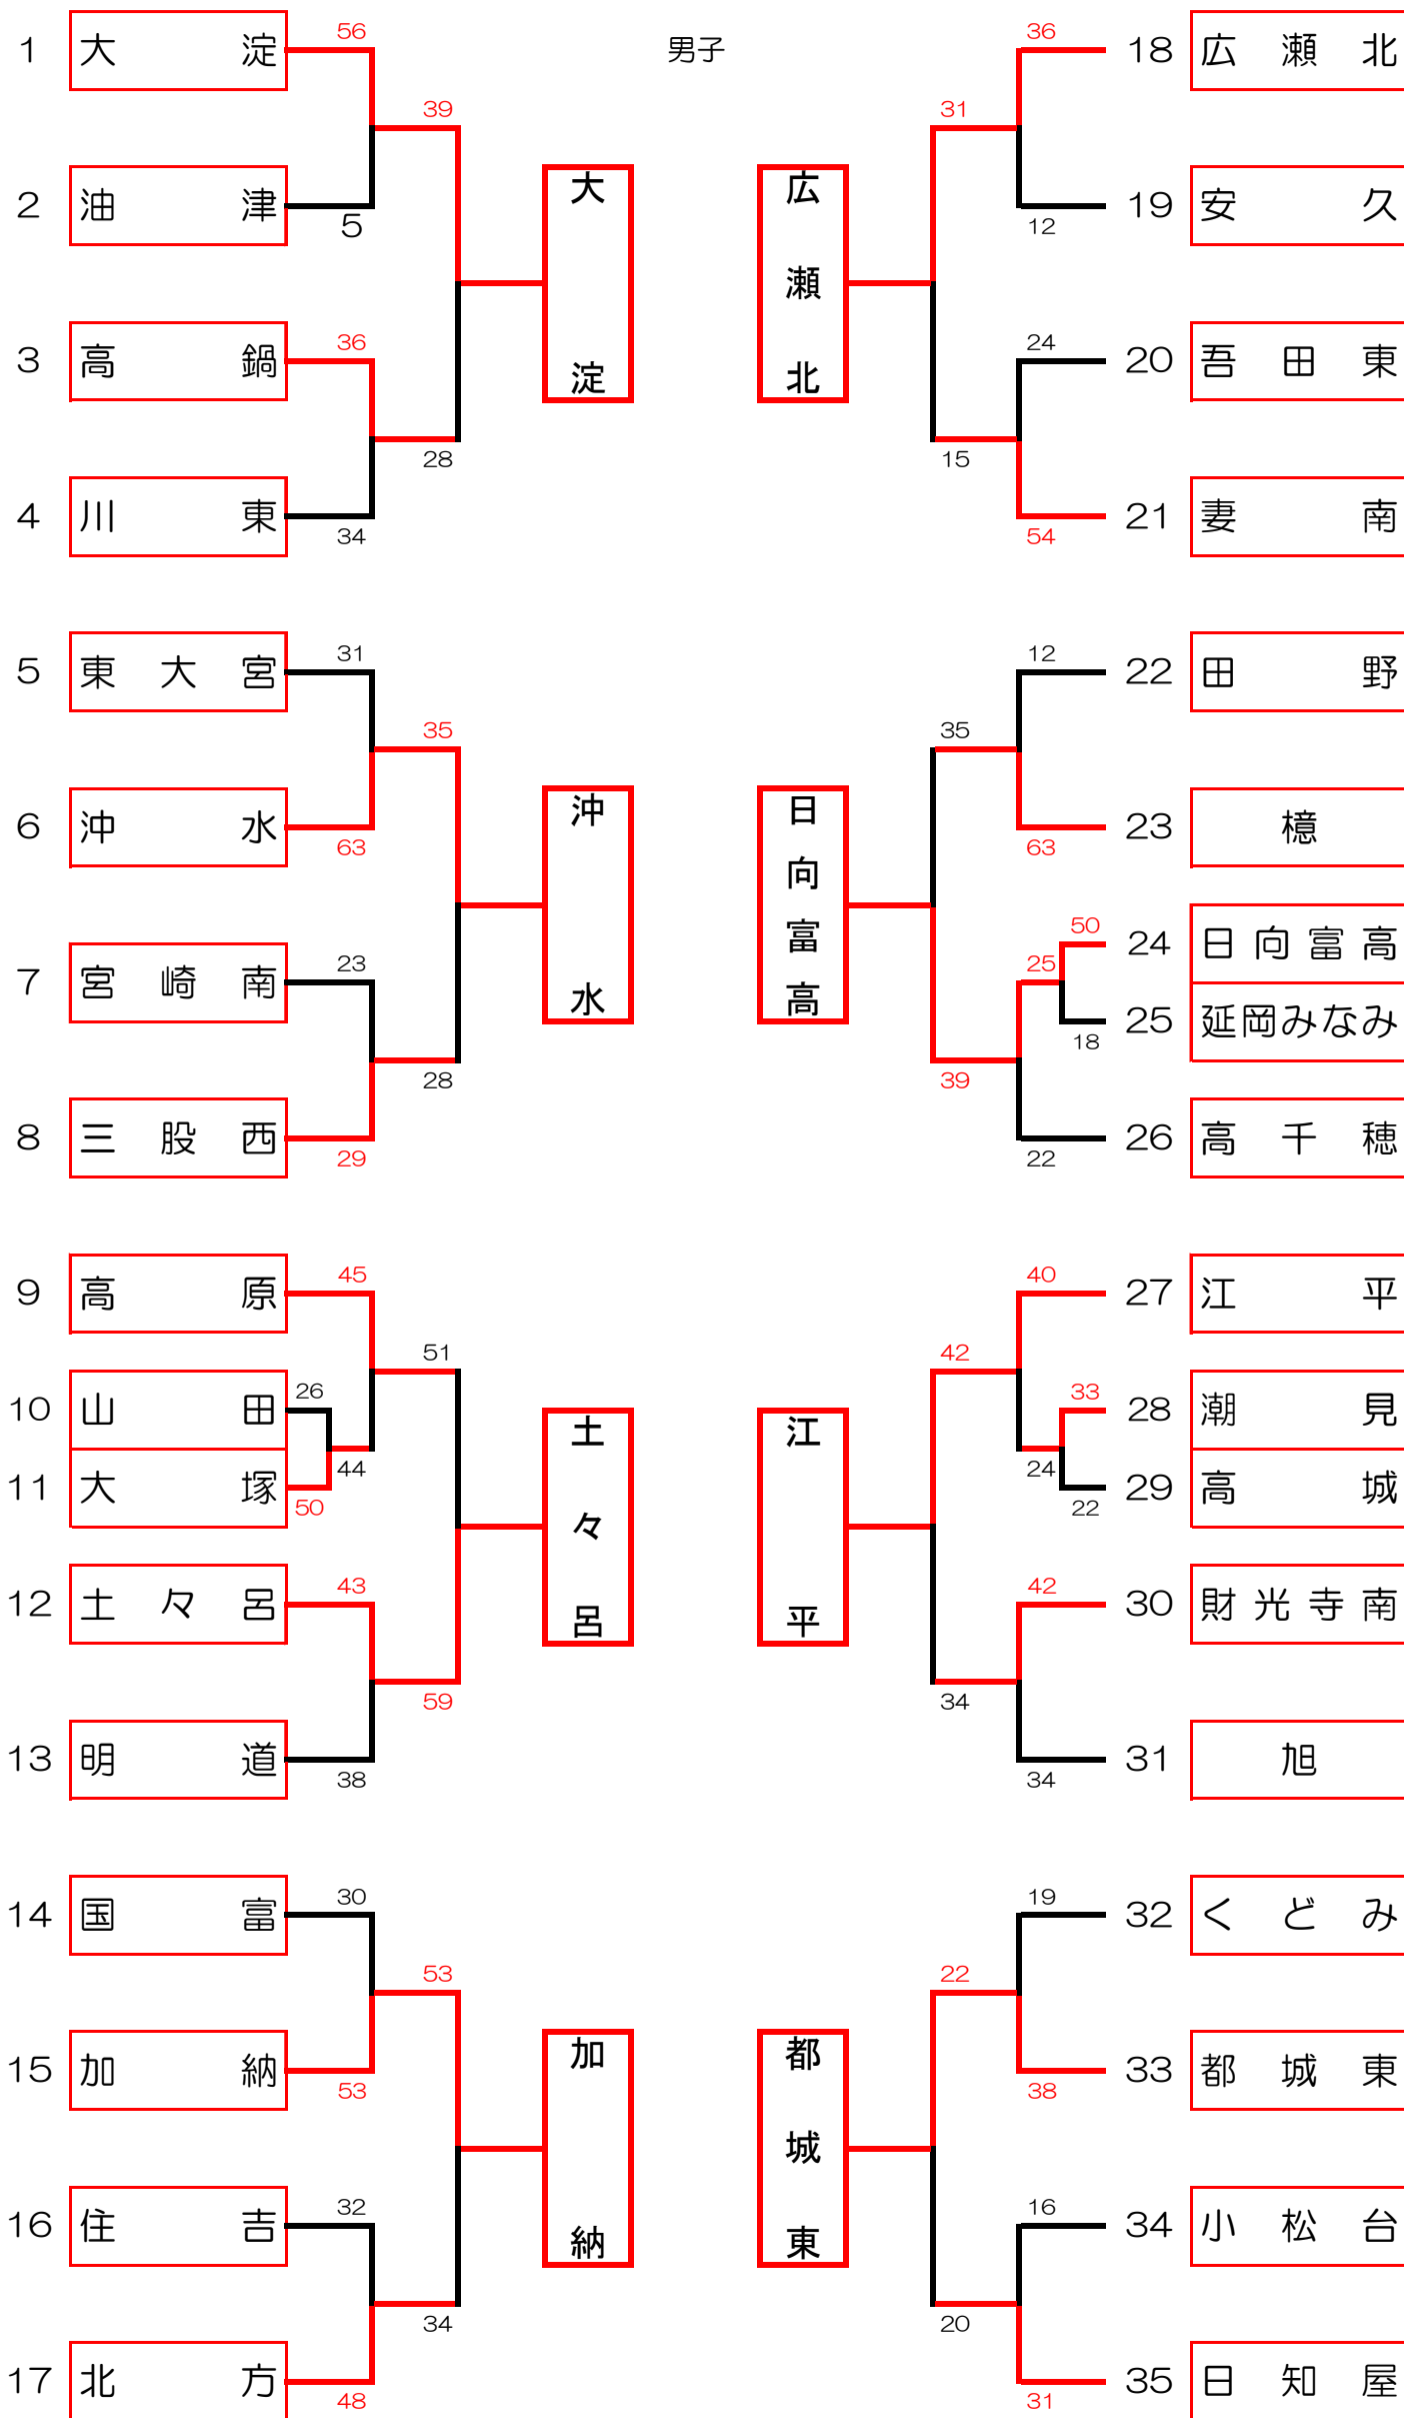 男子
1 大淀 56
39
2 油津 5
大淀
3 高鍋 36
28
4 川東 34
5 東大宮 31
35
6 沖水 63
沖水
7 宮崎南 23
28
8 三股西 29
9 高原 45
51
10 山田 26
44
11 大塚 50
土々呂
12 土々呂 43
59
13 明道 38
14 国富 30
53
15 加納 53
加納
16 住吉 32
34
17 北方 48
36 18 広瀬北
31
12 19 安久
広瀬北
24 20 吾田東
15
54 21 妻南
12 22 田野
35
63 23 檍
日向富高
50 24 日向富高
25
18 25 延岡みなみ
39
22 26 高千穂
40 27 江平
42
33 28 潮見
24
22 29 高城
江平
42 30 財光寺南
34
34 31 旭
19 32 くどみ
22
38 33 都城東
都城東
16 34 小松台
20
31 35 日知屋